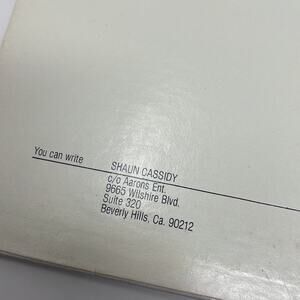 You can write SHAUN CASSIDY
c/o Aarons Ent.
9665 Wilshire Blvd.
Suite 320
Beverly Hills, Ca. 90212